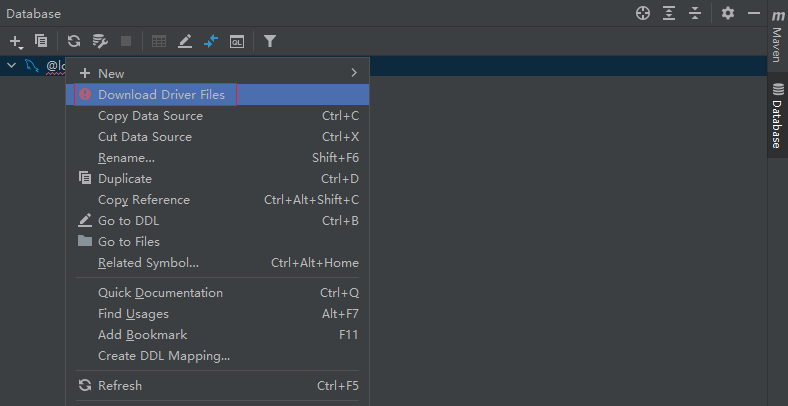 Database
New
Download Driver Files
Copy Data Source Ctrl+C
Cut Data Source Ctrl+X
Rename... Shift+F6
Duplicate Ctrl+D
Copy Reference Ctrl+Alt+Shift+C
Go to DDL Ctrl+B
Go to Files
Related Symbol... Ctrl+Alt+Home
Quick Documentation Ctrl+Q
Find Usages Alt+F7
Add Bookmark F11
Create DDL Mapping...
Refresh Ctrl+F5
QL
m
Maven
Database